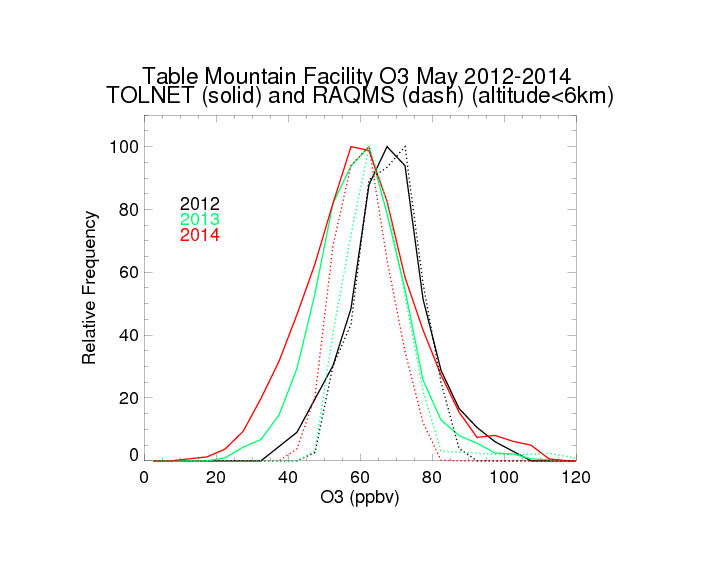 Table Mountain Facility O3 May 2012-2014
TOLNET (solid) and RAQMS (dash) (altitude<6km)
100
80
60
40
20
0
Relative Frequency
2012
2013
2014
0 20 40 60 80 100 120
O3 (ppbv)